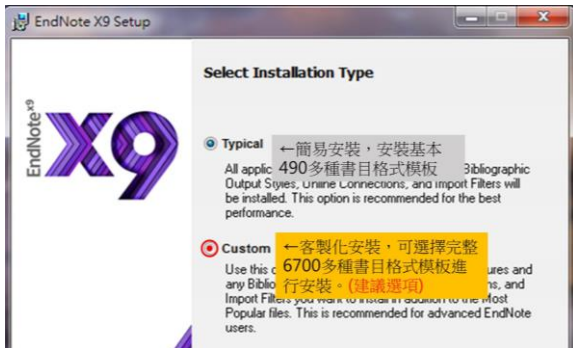 EndNote X9 Setup
EndNote X9
X9
Select Installation Type
Typical
←簡易安裝，安裝基本
490多種書目格式模板
All applic Bibliographic
Output Styles, Online Connections, and Import Filters will
be installed. This option is recommended for the best
performance.
Custom
←客製化安裝，可選擇完整
6700多種書目格式模板進
行安裝。(建議選項)
Use this ures and
any Biblio ns, and
Import Filters you want to install in addition to the Most
Popular files. This is recommended for advanced EndNote
users.